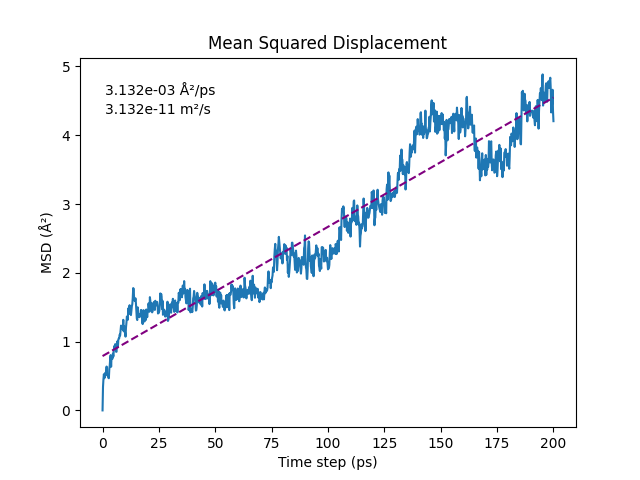 Mean Squared Displacement
3.132e-03 Å²/ps
3.132e-11 m²/s
MSD (Å²)
5
4
3
2
1
0
0 25 50 75 100 125 150 175 200
Time step (ps)